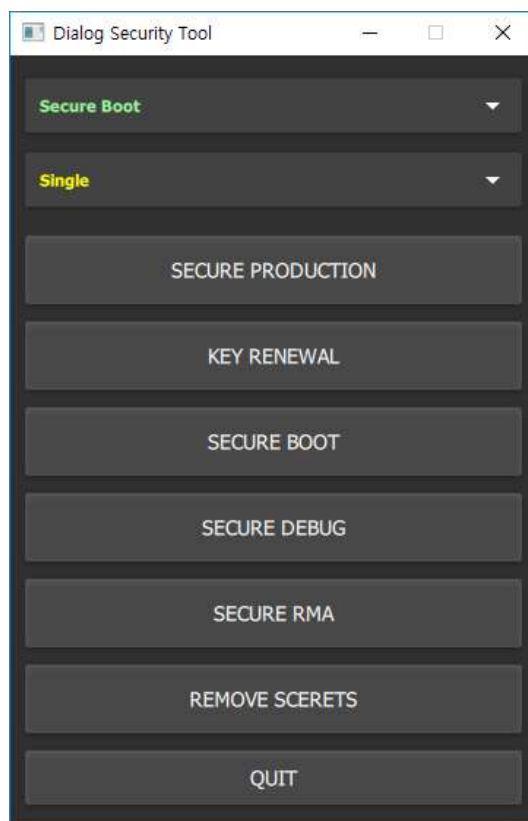 Dialog Security Tool
Secure Boot
Single
SECURE PRODUCTION
KEY RENEWAL
SECURE BOOT
SECURE DEBUG
SECURE RMA
REMOVE SCERETS
QUIT